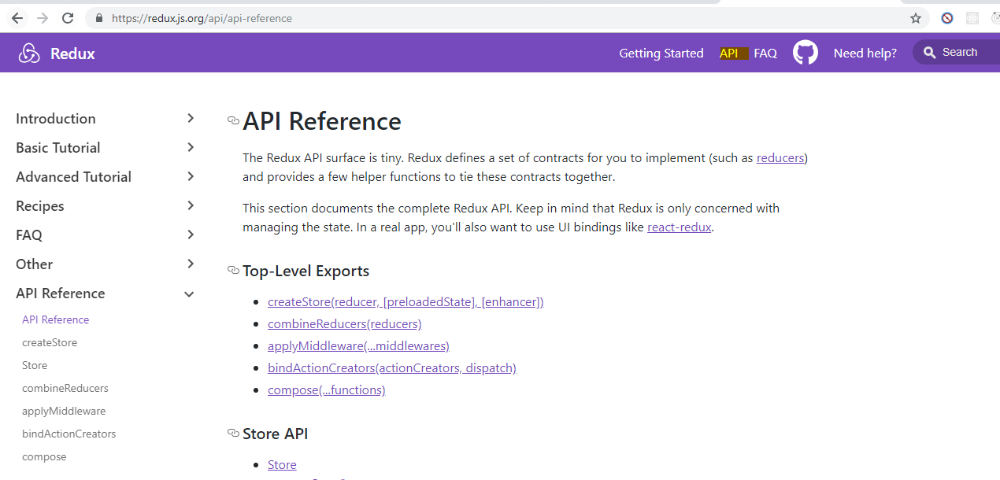 https://redux.js.org/api/api-reference
Redux
Getting Started API FAQ Need help? Search
Introduction
Basic Tutorial
Advanced Tutorial
Recipes
FAQ
Other
API Reference
API Reference
createStore
Store
combineReducers
applyMiddleware
bindActionCreators
compose
API Reference
The Redux API surface is tiny. Redux defines a set of contracts for you to implement (such as reducers)
and provides a few helper functions to tie these contracts together.
This section documents the complete Redux API. Keep in mind that Redux is only concerned with
managing the state. In a real app, you'll also want to use UI bindings like react-redux.
Top-Level Exports
createStore(reducer, [preloadedState], [enhancer])
combineReducers(reducers)
applyMiddleware(...middlewares)
bindActionCreators(actionCreators, dispatch)
compose(...functions)
Store API
Store